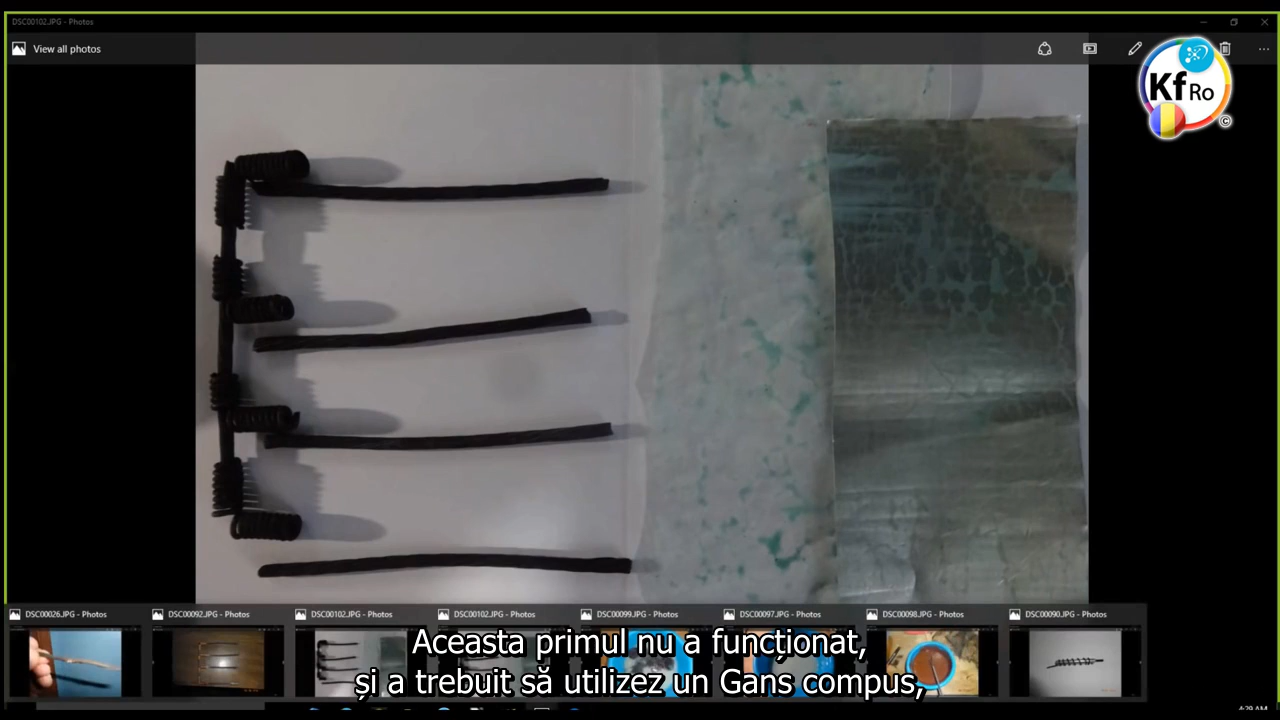 DSC00102.JPG - Photos
View all photos
Kf Ro
©
DSC00026.JPG - Photos
DSC00092.JPG - Photos
DSC00102.JPG - Photos
DSC00102.JPG - Photos
DSC00099.JPG - Photos
DSC00097.JPG - Photos
DSC00098.JPG - Photos
DSC00090.JPG - Photos
Aceasta primul nu a funcționat,
și a trebuit să utilizez un Gans compus,